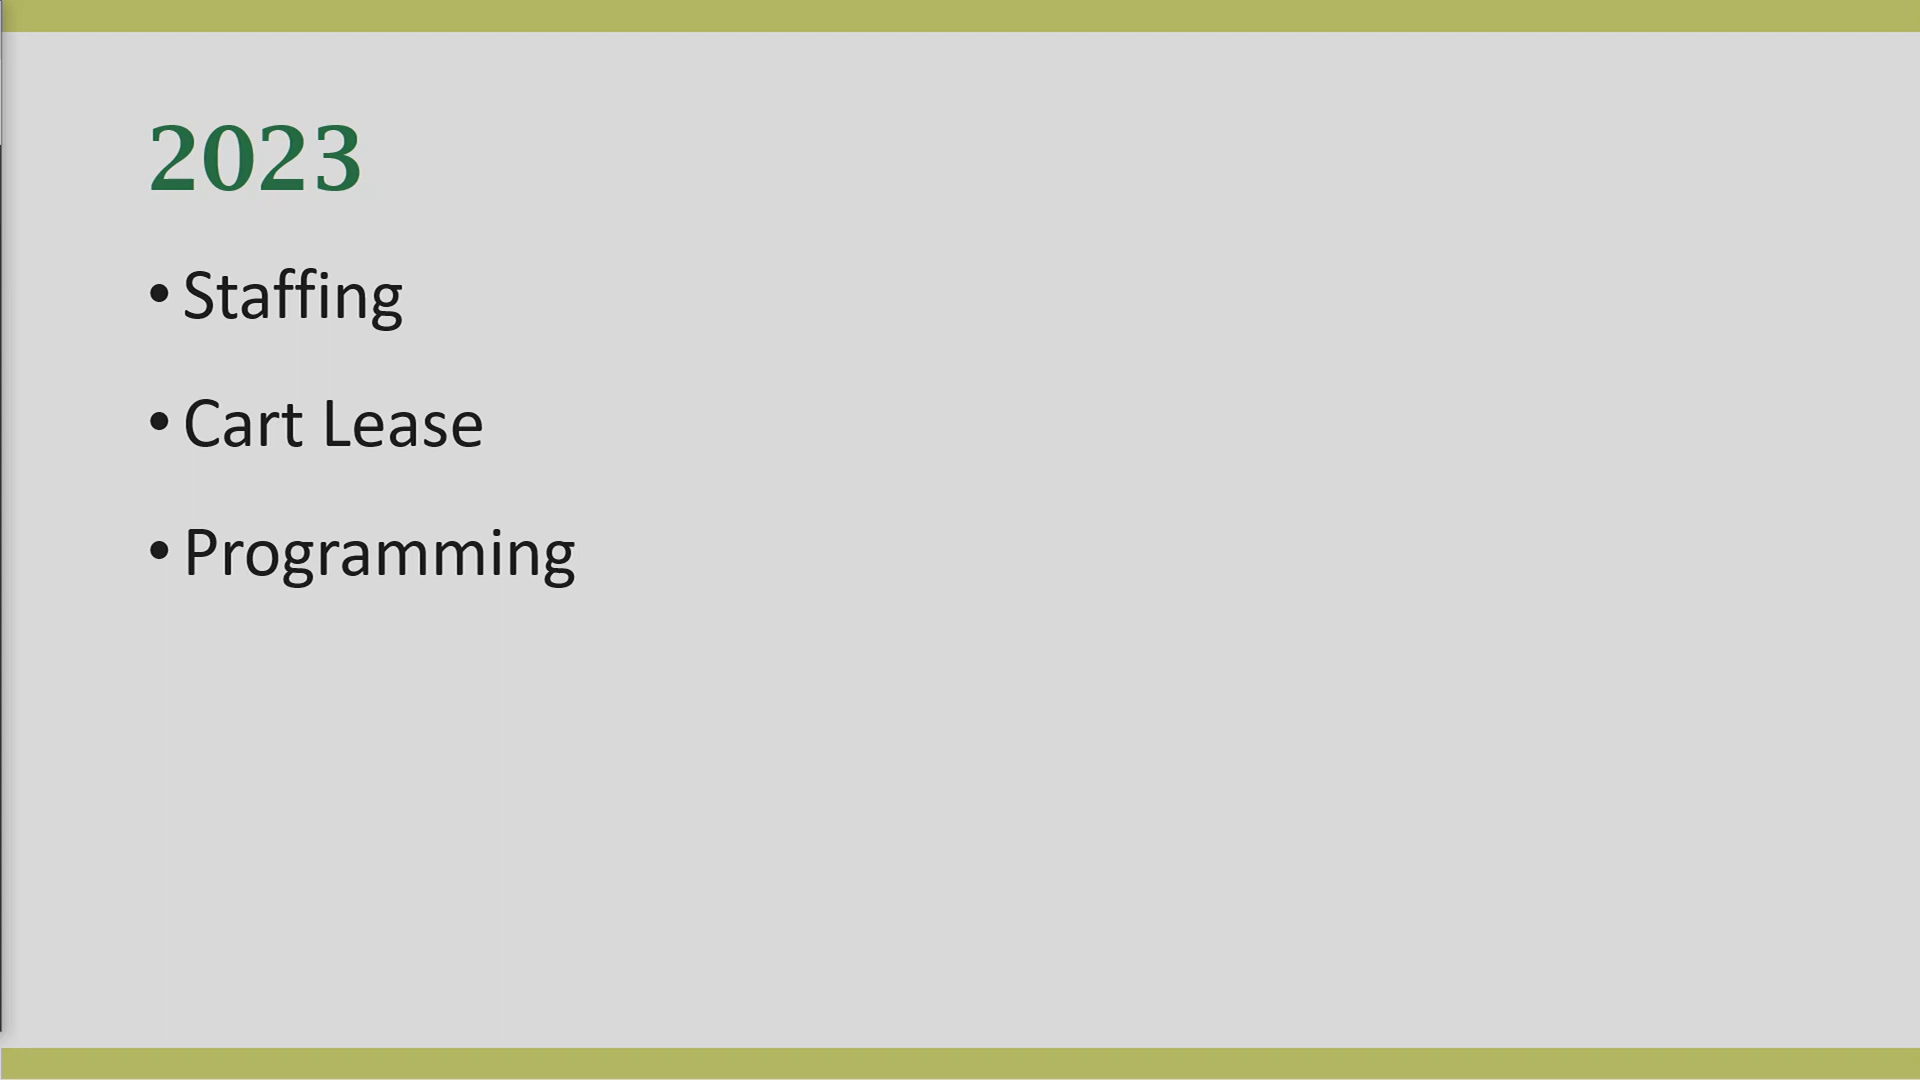 2023
• Staffing
• Cart Lease
• Programming